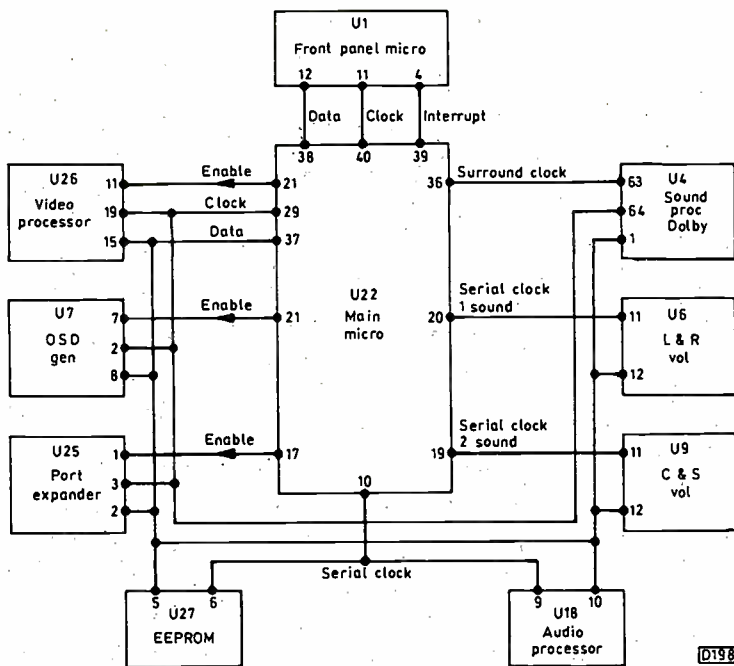 U1
Front panel micro
12 11 4
Data Clock Interrupt
38 40 39
U26
Video
processor
11
19
15
Enable
Clock
Data
21
29
37
36
Surround clock
63
64
1
U4
Sound
proc
Dolby
U7
OSD
gen
7
2
8
Enable
21
U22
Main
micro
20
Serial clock
1 sound
11
12
U6
L & R
vol
U25
Port
expander
1
3
2
Enable
17
10
19
Serial clock
2 sound
11
12
U9
C & S
vol
Serial clock
5 6
U27
EEPROM
9 10
U18
Audio
processor
D198